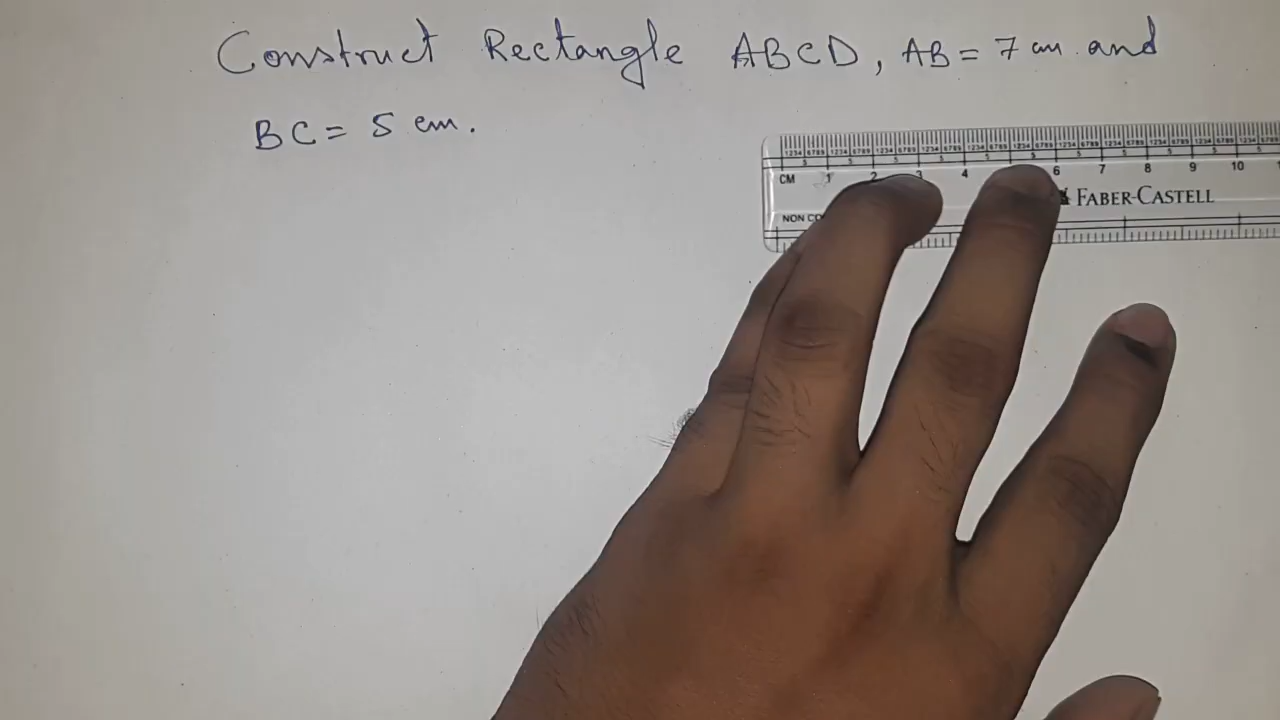 Construct Rectangle ABCD, AB = 7 cm and
BC = 5 cm.
CM 1 2 3 4 6 7 8 9 10
FABER-CASTELL
NON